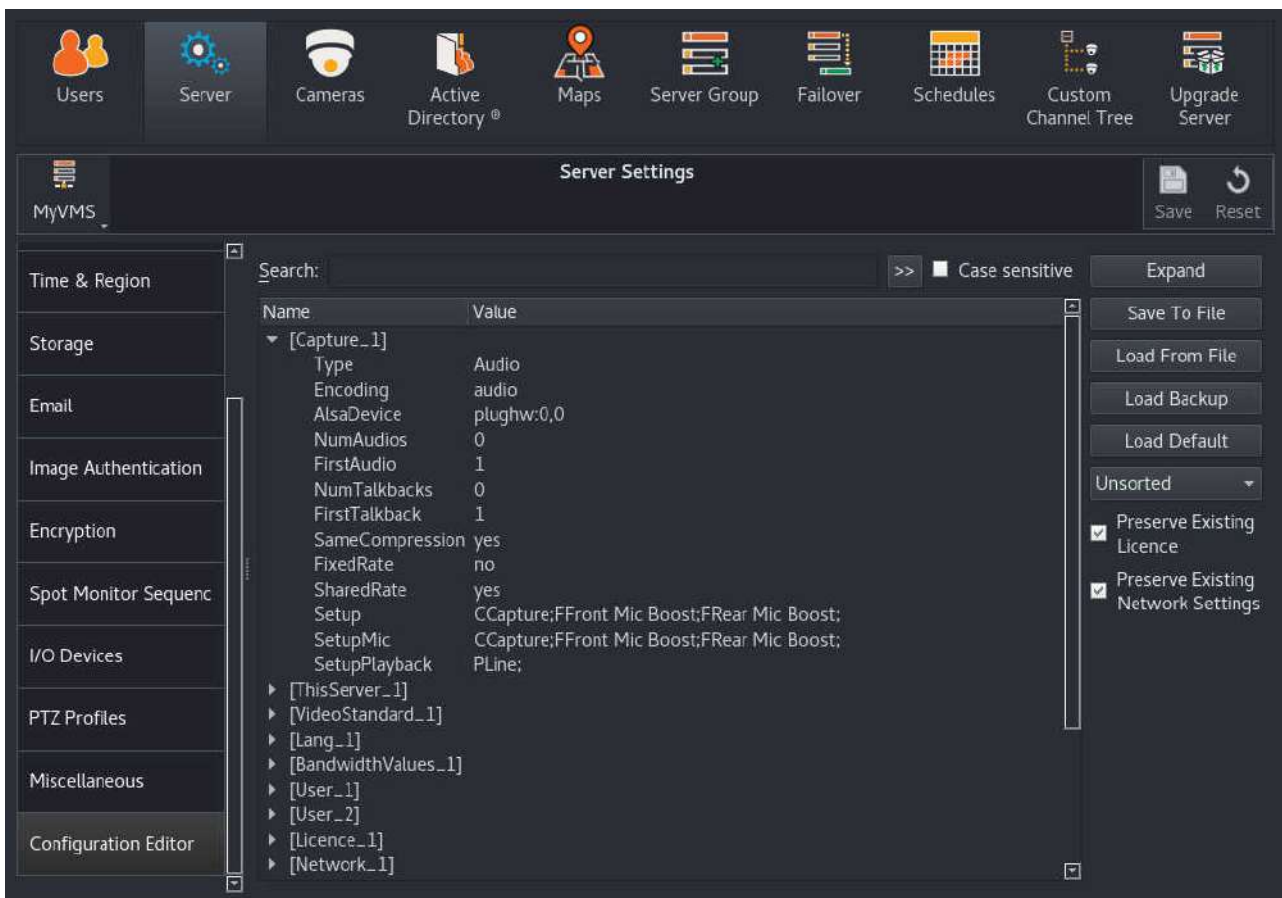 Users
Server
Cameras
Active
Directory ®
Maps
Server Group
Failover
Schedules
Custom
Channel Tree
Upgrade
Server
MyVMS
Server Settings
Save
Reset
Time & Region
Storage
Email
Image Authentication
Encryption
Spot Monitor Sequenc
I/O Devices
PTZ Profiles
Miscellaneous
Configuration Editor
Search:
>>
Case sensitive
Name Value
[Capture_1]
Type Audio
Encoding audio
AlsaDevice plughw:0,0
NumAudios 0
FirstAudio 1
NumTalkbacks 0
FirstTalkback 1
SameCompression yes
FixedRate no
SharedRate yes
Setup CCapture;FFront Mic Boost;FRear Mic Boost;
SetupMic CCapture;FFront Mic Boost;FRear Mic Boost;
SetupPlayback PLine;
[ThisServer_1]
[VideoStandard_1]
[Lang_1]
[BandwidthValues_1]
[User_1]
[User_2]
[Licence_1]
[Network_1]
Expand
Save To File
Load From File
Load Backup
Load Default
Unsorted
Preserve Existing
Licence
Preserve Existing
Network Settings